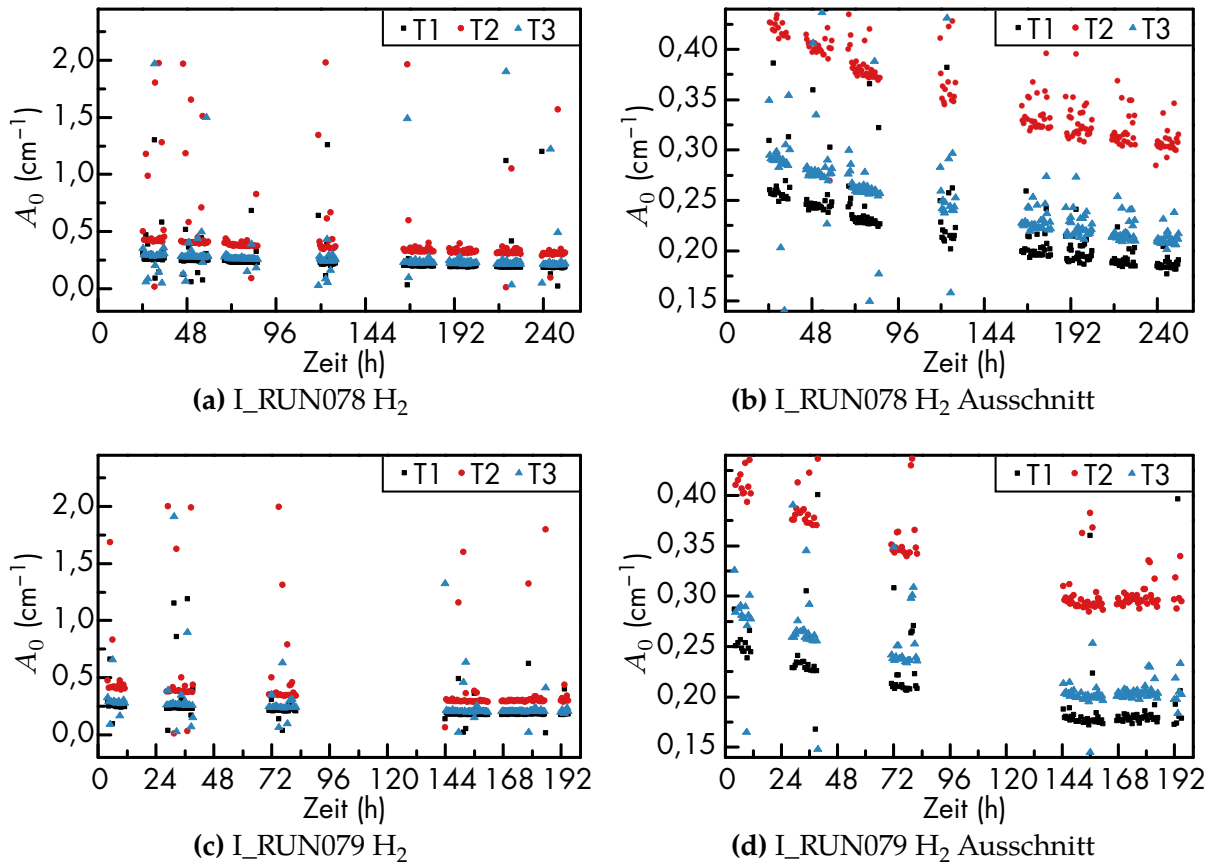 T1 T2 T3
T1 T2 T3
2,0
1,5
1,0
0,5
0,0
A₀ (cm⁻¹)
0 48 96 144 192 240
Zeit (h)
0,40
0,35
0,30
0,25
0,20
0,15
A₀ (cm⁻¹)
0 48 96 144 192 240
Zeit (h)
(a) I_RUN078 H₂
(b) I_RUN078 H₂ Ausschnitt
T1 T2 T3
T1 T2 T3
2,0
1,5
1,0
0,5
0,0
A₀ (cm⁻¹)
0 24 48 72 96 120 144 168 192
Zeit (h)
0,40
0,35
0,30
0,25
0,20
0,15
A₀ (cm⁻¹)
0 24 48 72 96 120 144 168 192
Zeit (h)
(c) I_RUN079 H₂
(d) I_RUN079 H₂ Ausschnitt